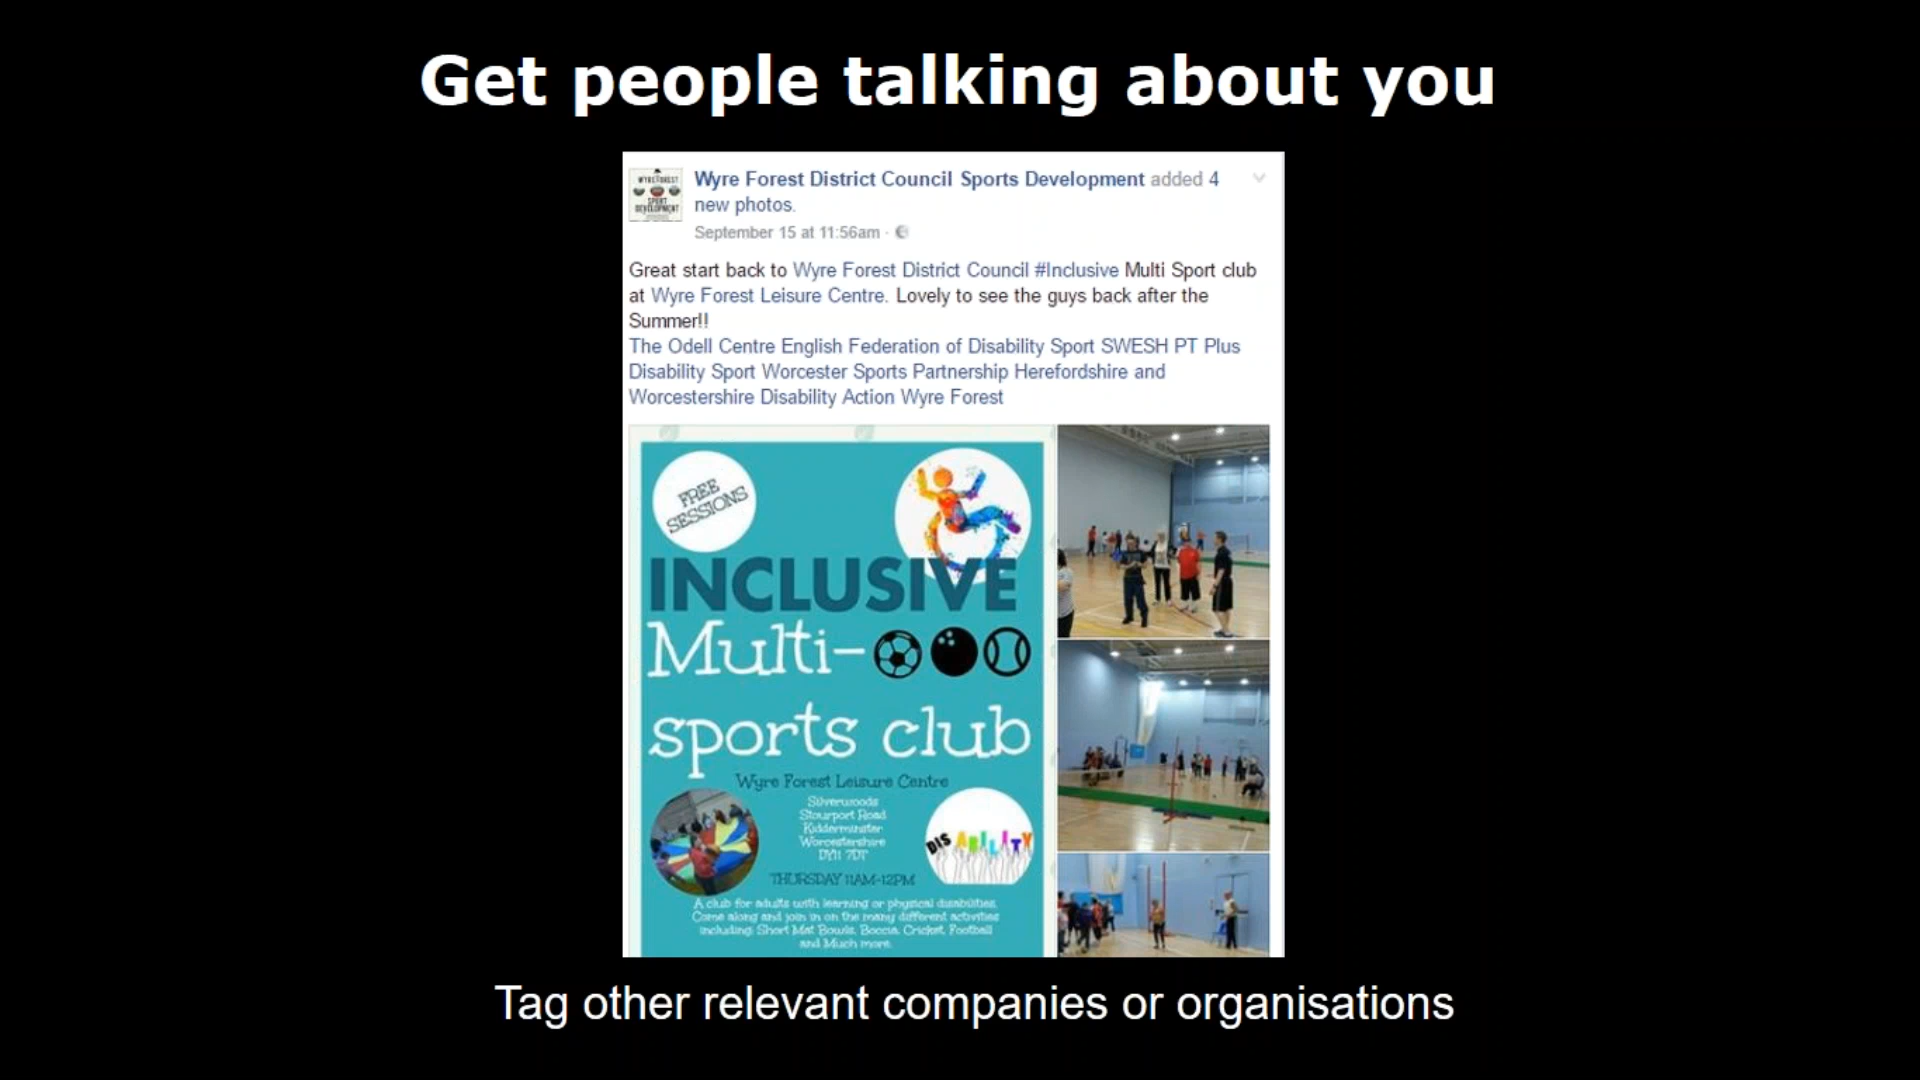 Get people talking about you
WYRE FOREST
SPORT
DEVELOPMENT
Wyre Forest District Council Sports Development added 4
new photos.
September 15 at 11:56am ·
Great start back to Wyre Forest District Council #Inclusive Multi Sport club
at Wyre Forest Leisure Centre. Lovely to see the guys back after the
Summer!!
The Odell Centre English Federation of Disability Sport SWESH PT Plus
Disability Sport Worcester Sports Partnership Herefordshire and
Worcestershire Disability Action Wyre Forest
FREE
SESSIONS
INCLUSIVE
Multi-
sports club
Wyre Forest Leisure Centre
Silverwoods
Stourport Road
Kidderminster
Worcestershire
DY11 7DT
DISABILITY
THURSDAY 11AM-12PM
A club for adults with learning or physical disabilities.
Come along and join in on the many different activities
including: Short Mat Bowls, Boccia, Cricket, Football
and Much more.
Tag other relevant companies or organisations